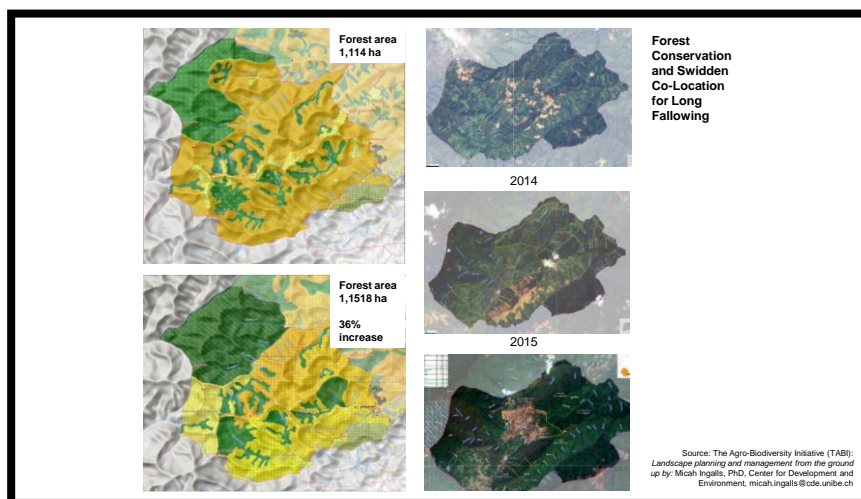 Forest area
1,114 ha
Forest
Conservation
and Swidden
Co-Location
for Long
Fallowing
2014
Forest area
1,1518 ha
36%
increase
2015
Source: The Agro-Biodiversity Initiative (TABI):
Landscape planning and management from the ground
up by: Micah Ingalls, PhD, Center for Development and
Environment, micah.ingalls@cde.unibe.ch